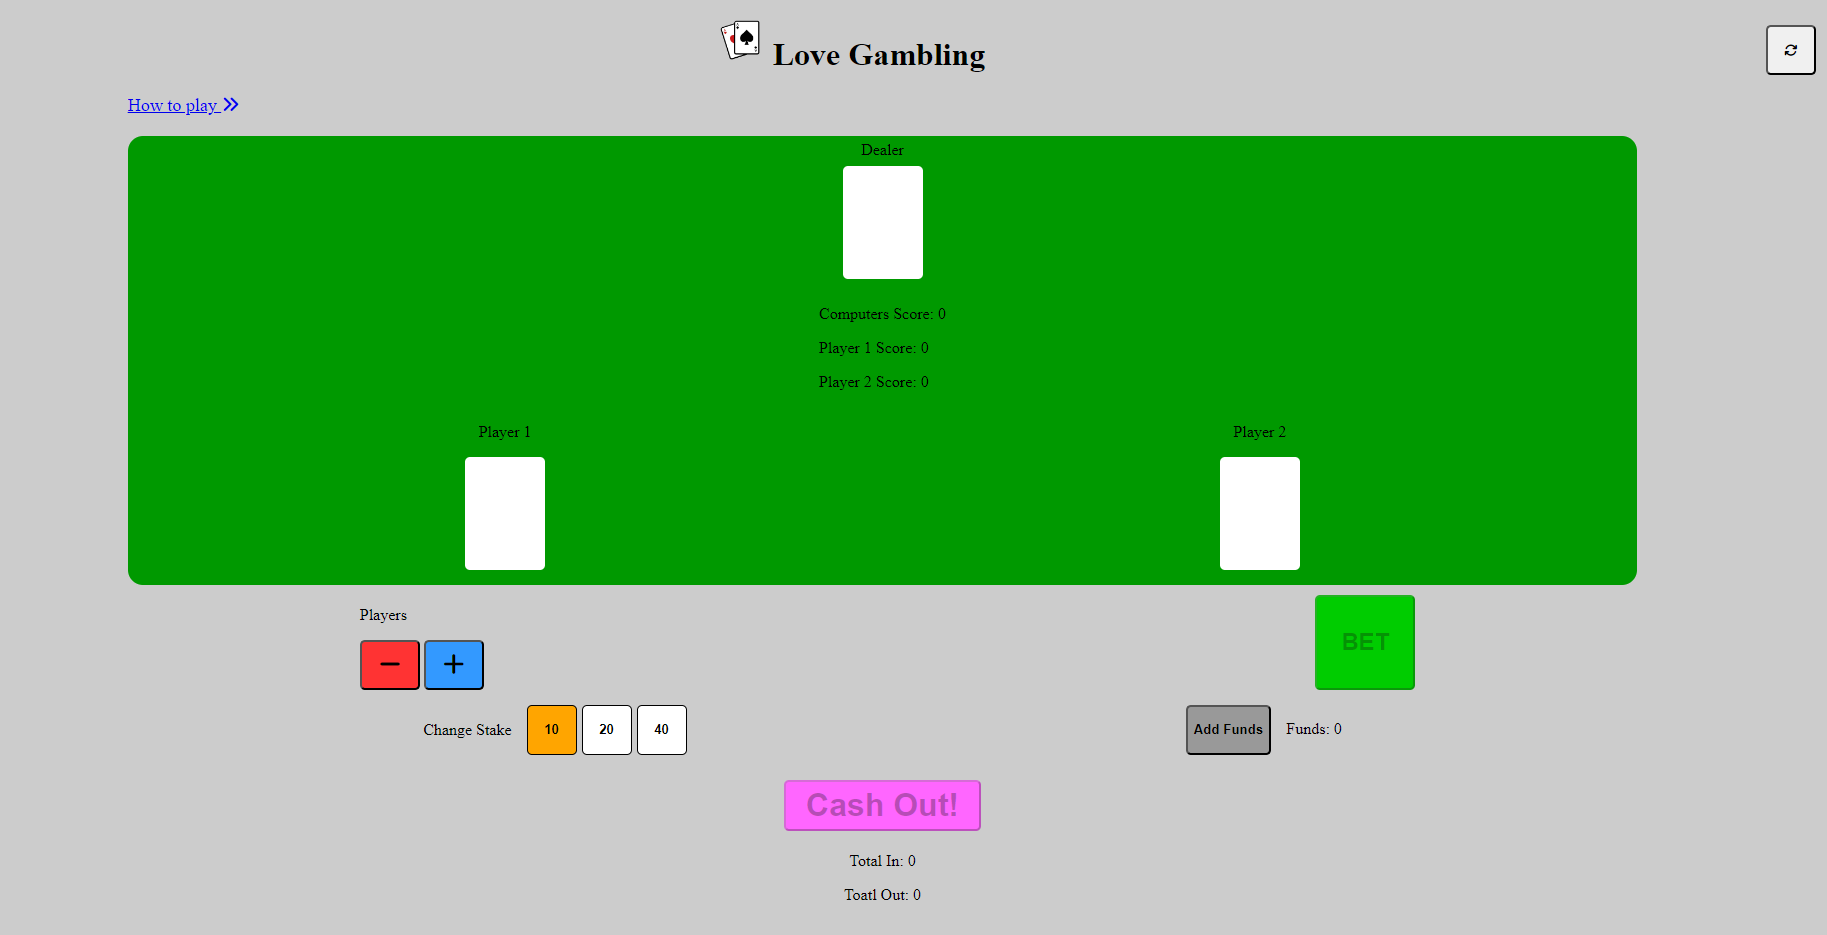 Love Gambling
How to play
Dealer
Computers Score: 0
Player 1 Score: 0
Player 2 Score: 0
Player 1
Player 2
Players
BET
Change Stake
10
20
40
Add Funds
Funds: 0
Cash Out!
Total In: 0
Toatl Out: 0